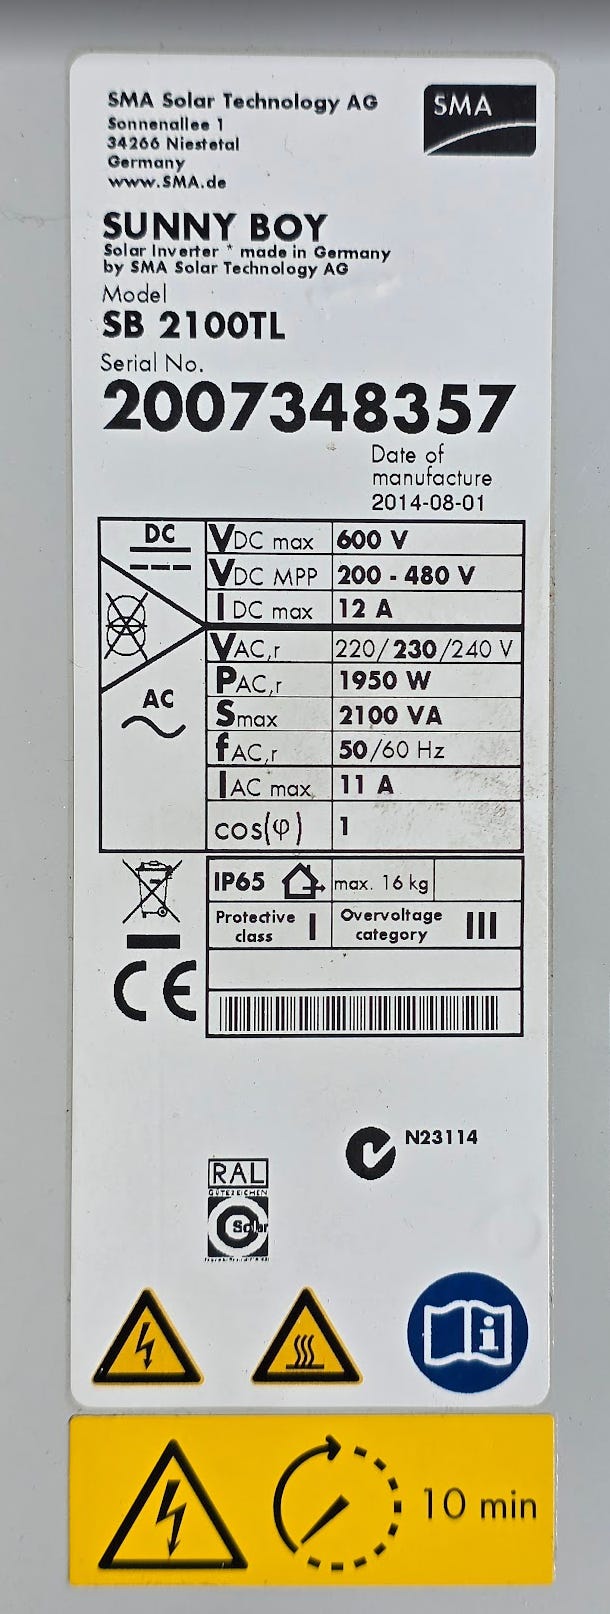 SMA Solar Technology AG
Sonnenallee 1
34266 Niestetal
Germany
www.SMA.de
SMA
SUNNY BOY
Solar Inverter * made in Germany
by SMA Solar Technology AG
Model
SB 2100TL
Serial No.
2007348357
Date of
manufacture
2014-08-01
DC
VDC max 600 V
VDC MPP 200 - 480 V
IDC max 12 A
AC
VAC,r 220/230/240 V
PAC,r 1950 W
Smax 2100 VA
fAC,r 50/60 Hz
IAC max 11 A
cos(φ) 1
IP65 max. 16 kg
Protective class I Overvoltage category III
CE
N23114
RAL
GÜTEZEICHEN
Solar
10 min